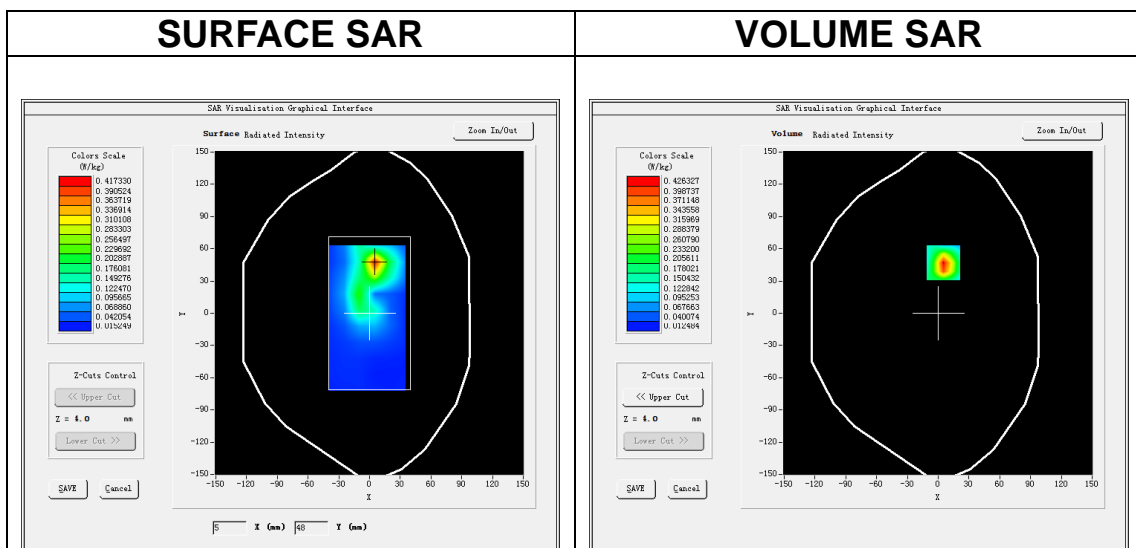 SURFACE SAR
VOLUME SAR
SAR Visualisation Graphical Interface
Surface Radiated Intensity
Zoom In/Out
Colors Scale
(W/kg)
0.417330
0.390524
0.363719
0.336914
0.310108
0.283303
0.256497
0.229692
0.202887
0.176081
0.149276
0.122470
0.095665
0.068860
0.042054
0.015249
Z-Cuts Control
<< Upper Cut
Z = 4.0 mm
Lower Cut >>
SAVE Cancel
150
120
90
60
30
0
-30
-60
-90
-120
-150
Y
-150 -120 -90 -60 -30 0 30 60 90 120 150
X
5 X (mm) 48 Y (mm)
SAR Visualisation Graphical Interface
Volume Radiated Intensity
Zoom In/Out
Colors Scale
(W/kg)
0.426327
0.398737
0.371148
0.343558
0.315969
0.288379
0.260790
0.233200
0.205611
0.178021
0.150432
0.122842
0.095253
0.067663
0.040074
0.012484
Z-Cuts Control
<< Upper Cut
Z = 4.0 mm
Lower Cut >>
SAVE Cancel
150
120
90
60
30
0
-30
-60
-90
-120
-150
Y
-150 -120 -90 -60 -30 0 30 60 90 120 150
X